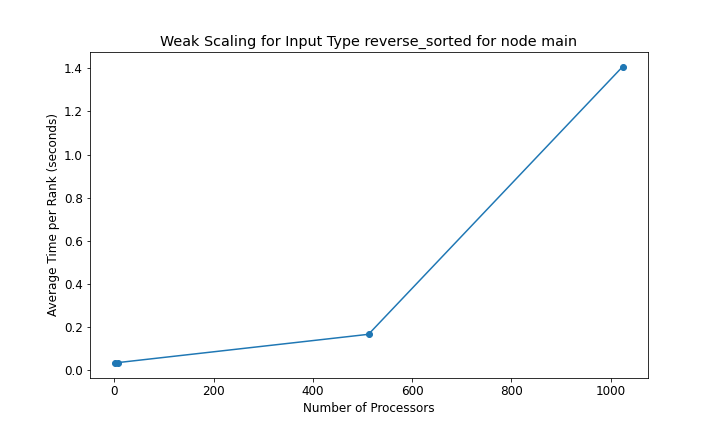 Weak Scaling for Input Type reverse_sorted for node main
Average Time per Rank (seconds)
1.4
1.2
1.0
0.8
0.6
0.4
0.2
0.0
0 200 400 600 800 1000
Number of Processors